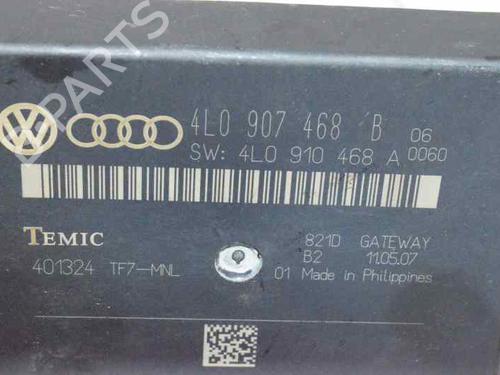 4L0 907 468 B 06
SW: 4L0 910 468 A 0060
TEMIC
821D GATEWAY
401324 TF7-MNL
B2 11.05.07
01 Made in Philippines